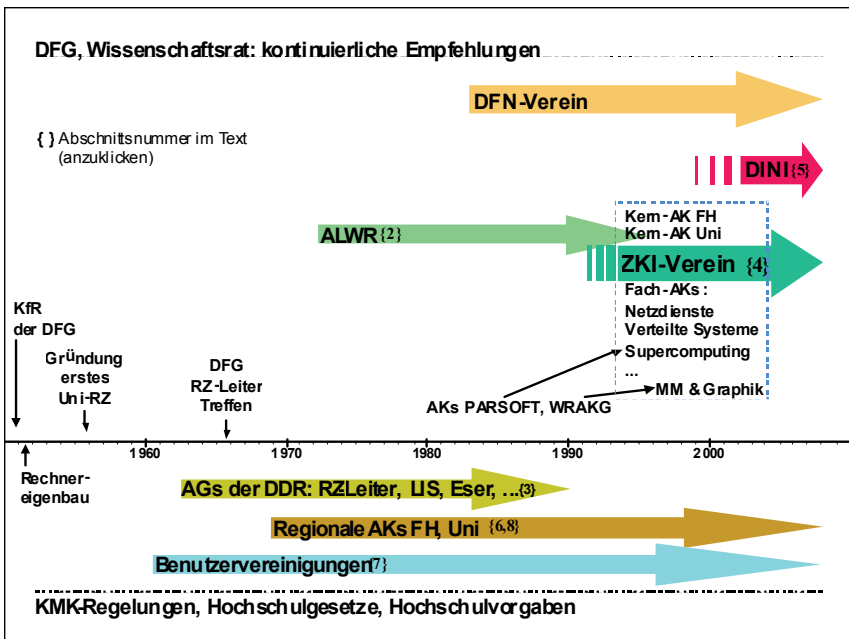 DFG, Wissenschaftsrat: kontinuierliche Empfehlungen
DFN-Verein
{ } Abschnittsnummer im Text
(anzuklicken)
DINI {5}
Kern-AK FH
Kern-AK Uni
ALWR {2}
ZKI-Verein {4}
Fach-AKs :
Netzdienste
Verteilte Systeme
Supercomputing
...
MM & Graphik
KfR
der DFG
Gründung
erstes
Uni-RZ
DFG
RZ-Leiter
Treffen
AKs PARSOFT, WRAKG
1960 1970 1980 1990 2000
Rechner-
eigenbau
AGs der DDR: RZ-Leiter, LIS, Eser, ... {3}
Regionale AKs FH, Uni {6,8}
Benutzervereinigungen {7}
KMK-Regelungen, Hochschulgesetze, Hochschulvorgaben